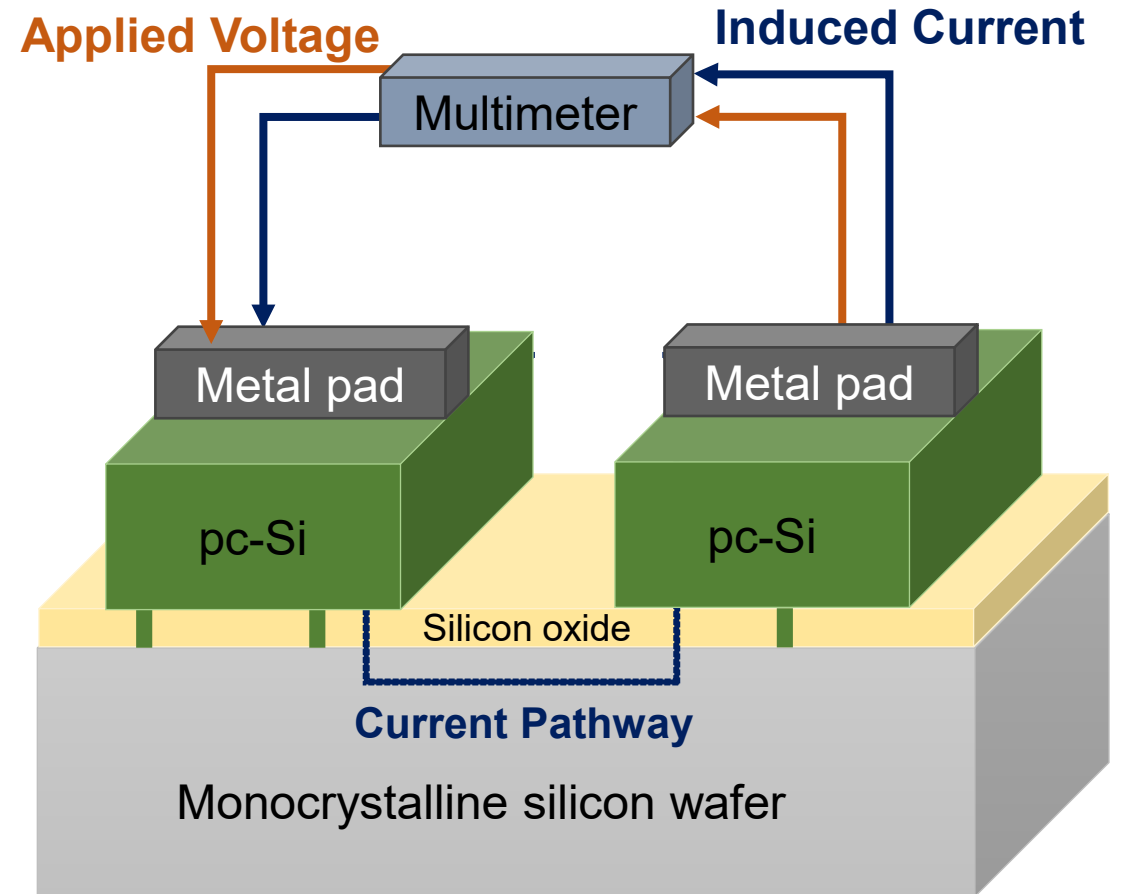 Applied Voltage
Induced Current
Multimeter
Metal pad
Metal pad
pc-Si
pc-Si
Silicon oxide
Current Pathway
Monocrystalline silicon wafer